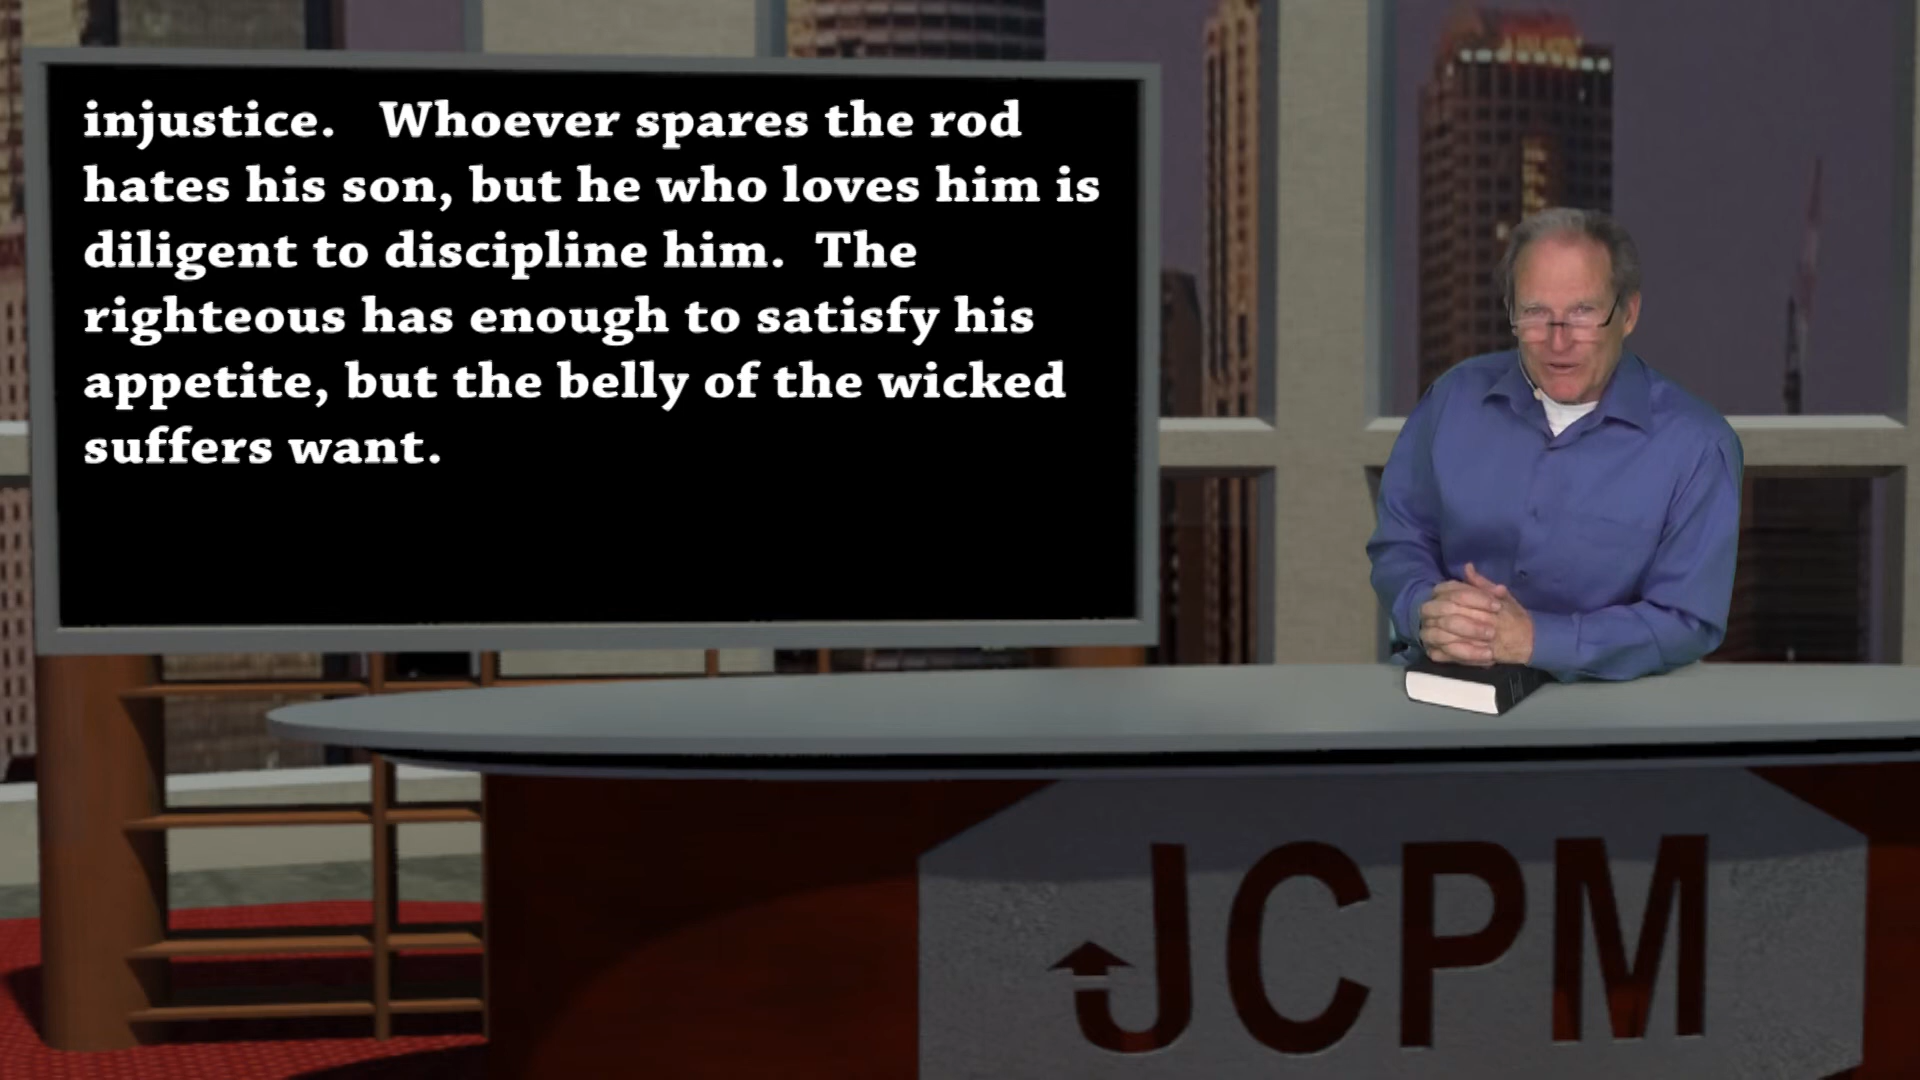 injustice.   Whoever spares the rod
hates his son, but he who loves him is
diligent to discipline him.  The
righteous has enough to satisfy his
appetite, but the belly of the wicked
suffers want.
JCPM